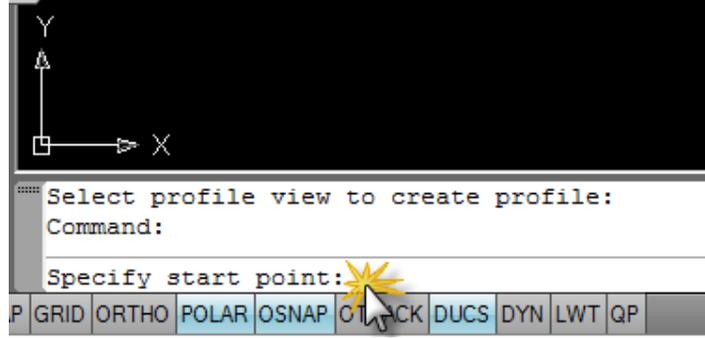 Y
X
Select profile view to create profile:
Command:
Specify start point:
P GRID ORTHO POLAR OSNAP DUCS DYN LWT QP